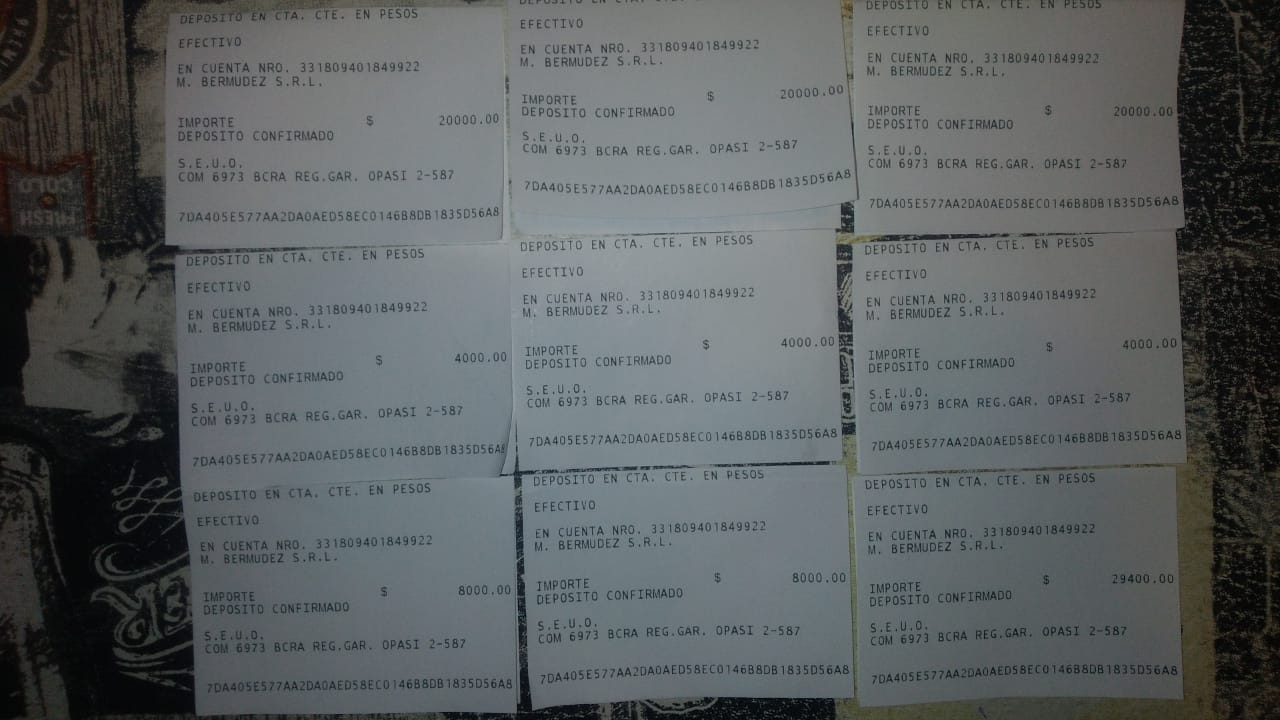 DEPOSITO EN CTA. CTE. EN PESOS
EFECTIVO
EN CUENTA NRO. 331809401849922
M. BERMUDEZ S.R.L.
IMPORTE $ 20000.00
DEPOSITO CONFIRMADO
S.E.U.O.
COM 6973 BCRA REG.GAR. OPASI 2-587
7DA405E577AA2DA0AED58EC0146B8DB1835D56A8
DEPOSITO EN CTA. CTE. EN PESOS
EFECTIVO
EN CUENTA NRO. 331809401849922
M. BERMUDEZ S.R.L.
IMPORTE $ 20000.00
DEPOSITO CONFIRMADO
S.E.U.O.
COM 6973 BCRA REG.GAR. OPASI 2-587
7DA405E577AA2DA0AED58EC0146B8DB1835D56A8
DEPOSITO EN CTA. CTE. EN PESOS
EFECTIVO
EN CUENTA NRO. 331809401849922
M. BERMUDEZ S.R.L.
IMPORTE $ 20000.00
DEPOSITO CONFIRMADO
S.E.U.O.
COM 6973 BCRA REG.GAR. OPASI 2-587
7DA405E577AA2DA0AED58EC0146B8DB1835D56A8
DEPOSITO EN CTA. CTE. EN PESOS
EFECTIVO
EN CUENTA NRO. 331809401849922
M. BERMUDEZ S.R.L.
IMPORTE $ 4000.00
DEPOSITO CONFIRMADO
S.E.U.O.
COM 6973 BCRA REG.GAR. OPASI 2-587
7DA405E577AA2DA0AED58EC0146B8DB1835D56A8
DEPOSITO EN CTA. CTE. EN PESOS
EFECTIVO
EN CUENTA NRO. 331809401849922
M. BERMUDEZ S.R.L.
IMPORTE $ 4000.00
DEPOSITO CONFIRMADO
S.E.U.O.
COM 6973 BCRA REG.GAR. OPASI 2-587
7DA405E577AA2DA0AED58EC0146B8DB1835D56A8
DEPOSITO EN CTA. CTE. EN PESOS
EFECTIVO
EN CUENTA NRO. 331809401849922
M. BERMUDEZ S.R.L.
IMPORTE $ 4000.00
DEPOSITO CONFIRMADO
S.E.U.O.
COM 6973 BCRA REG.GAR. OPASI 2-587
7DA405E577AA2DA0AED58EC0146B8DB1835D56A8
DEPOSITO EN CTA. CTE. EN PESOS
EFECTIVO
EN CUENTA NRO. 331809401849922
M. BERMUDEZ S.R.L.
IMPORTE $ 8000.00
DEPOSITO CONFIRMADO
S.E.U.O.
COM 6973 BCRA REG.GAR. OPASI 2-587
7DA405E577AA2DA0AED58EC0146B8DB1835D56A8
DEPOSITO EN CTA. CTE. EN PESOS
EFECTIVO
EN CUENTA NRO. 331809401849922
M. BERMUDEZ S.R.L.
IMPORTE $ 8000.00
DEPOSITO CONFIRMADO
S.E.U.O.
COM 6973 BCRA REG.GAR. OPASI 2-587
7DA405E577AA2DA0AED58EC0146B8DB1835D56A8
DEPOSITO EN CTA. CTE. EN PESOS
EFECTIVO
EN CUENTA NRO. 331809401849922
M. BERMUDEZ S.R.L.
IMPORTE $ 29400.00
DEPOSITO CONFIRMADO
S.E.U.O.
COM 6973 BCRA REG.GAR. OPASI 2-587
7DA405E577AA2DA0AED58EC0146B8DB1835D56A8
FRESH
COLD